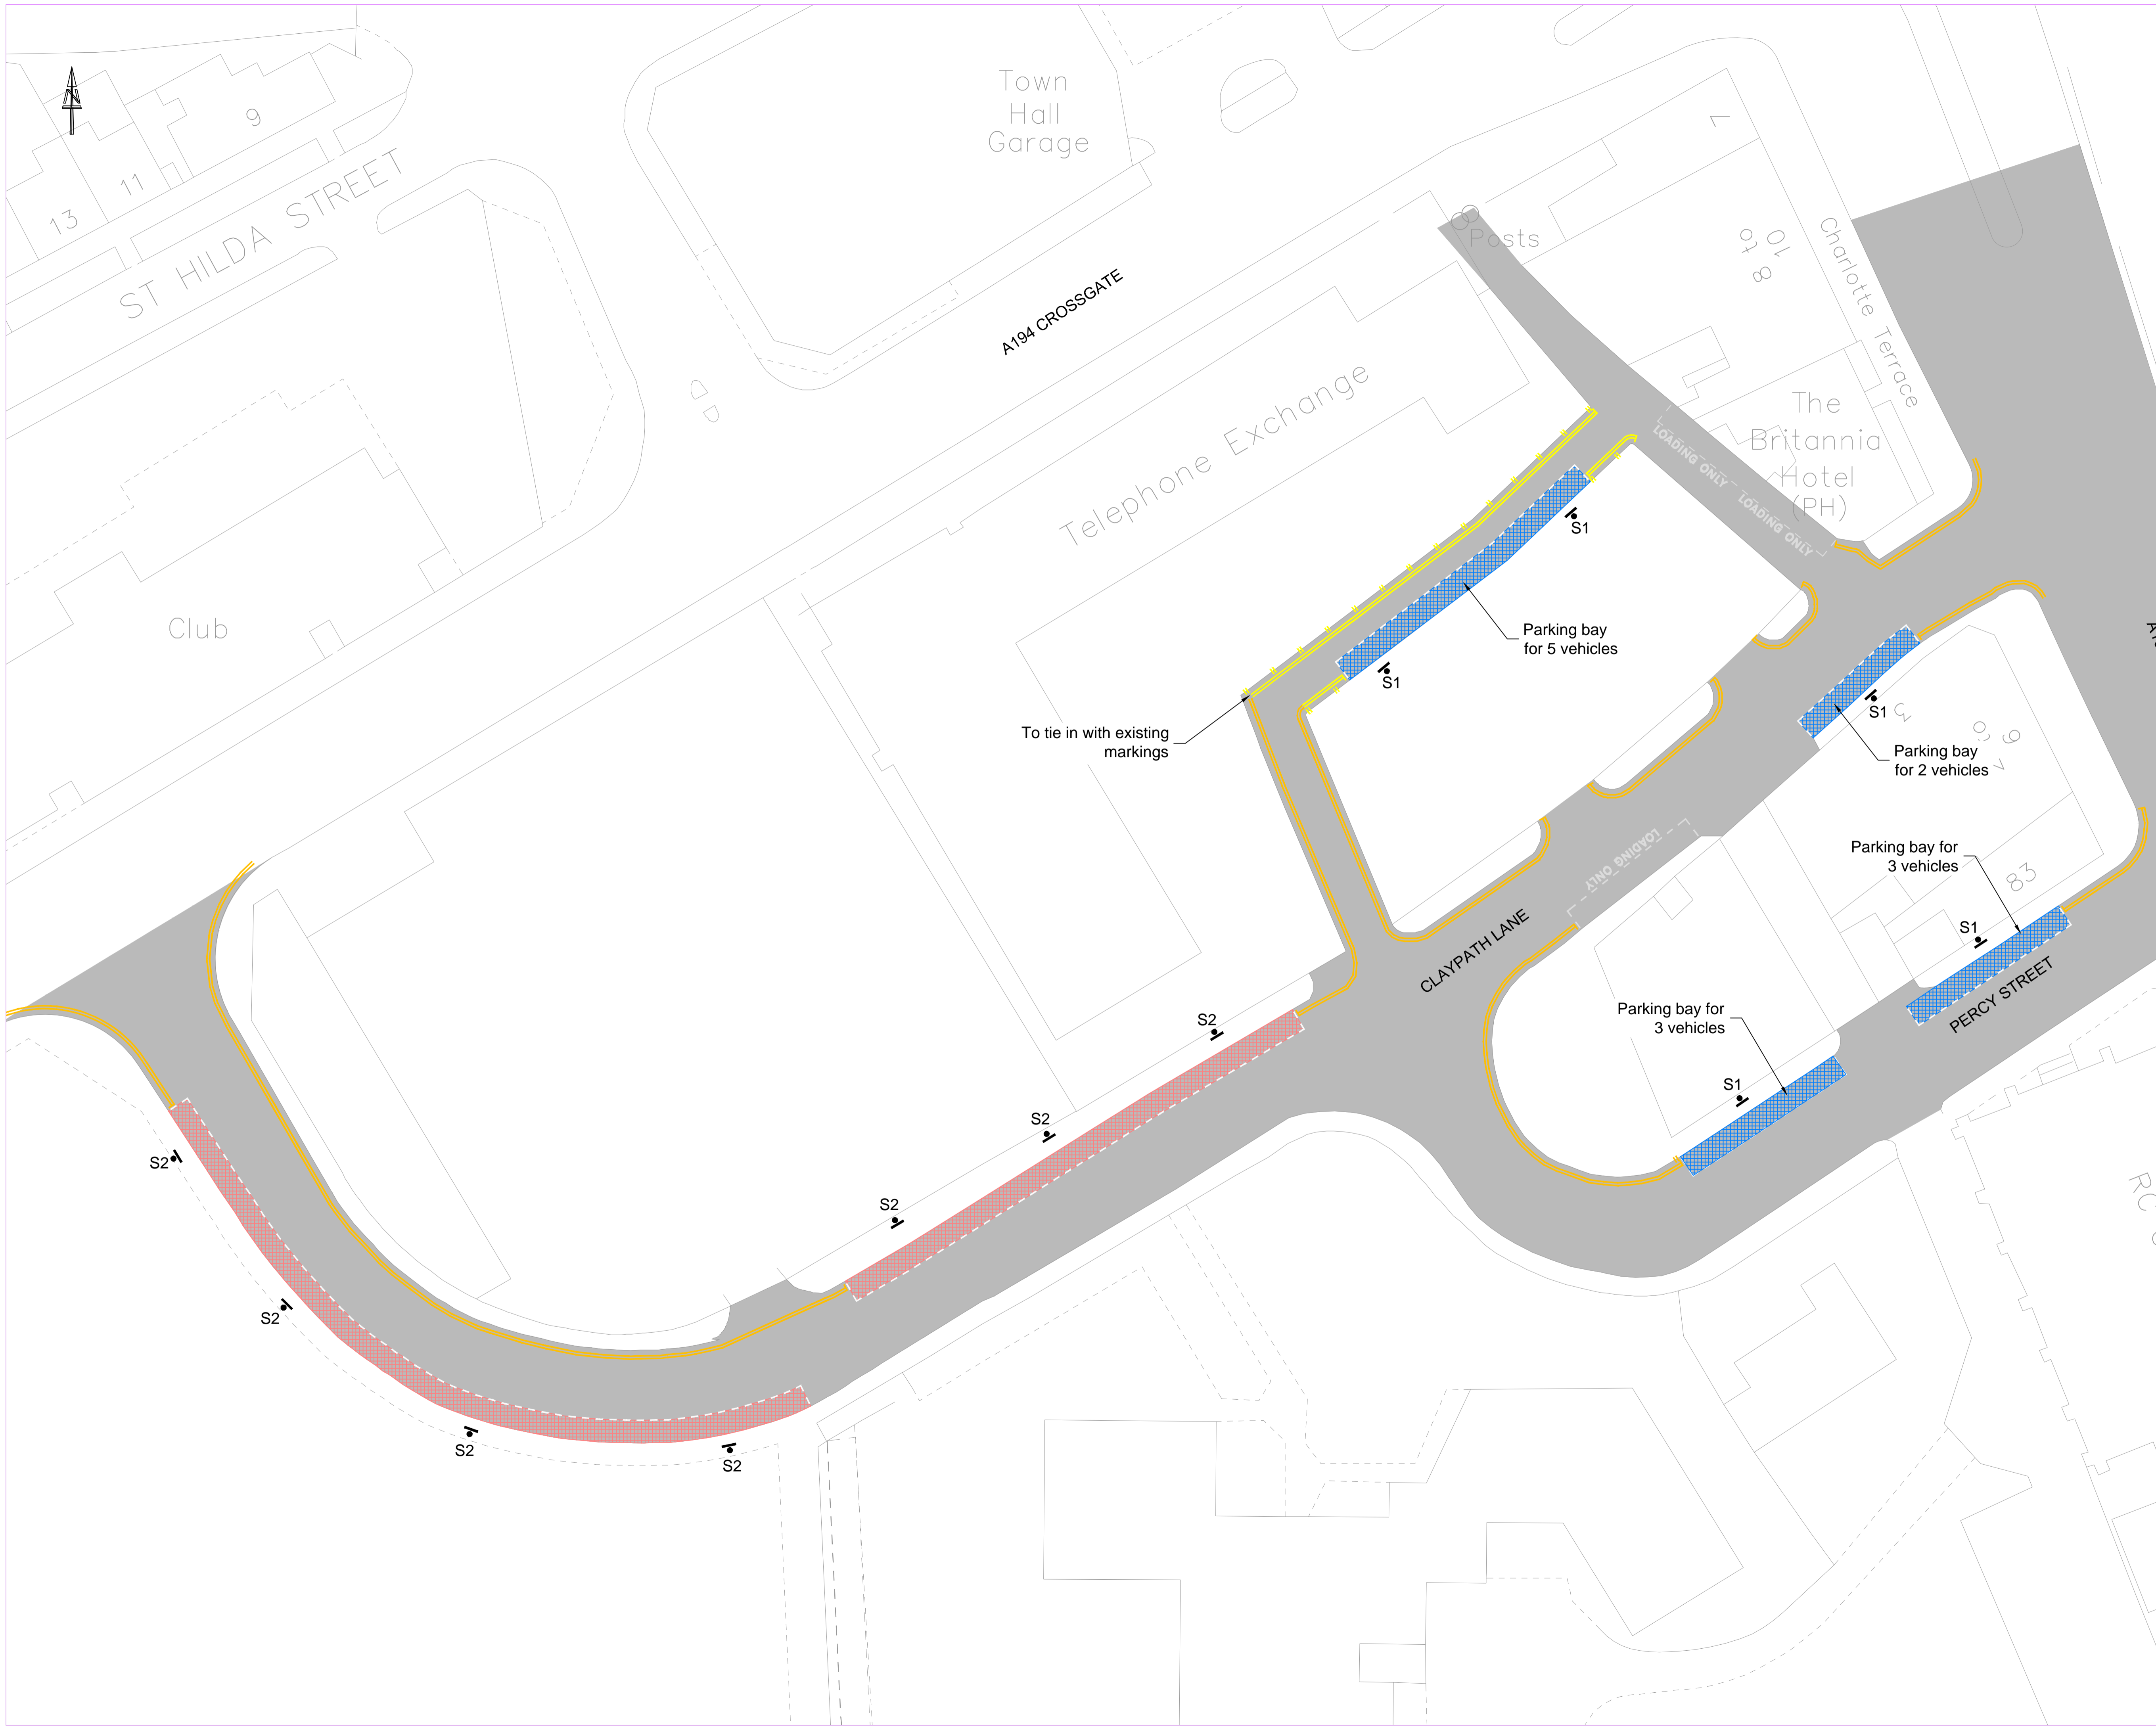 Town
Hall
Garage
9
11
13
ST HILDA STREET
7
Posts
8
to
10
Charlotte Terrace
A194 CROSSGATE
The
Britannia
Hotel
(PH)
LOADING ONLY
LOADING ONLY
Telephone Exchange
S1
Club
Parking bay
for 5 vehicles
S1
S1
3
To tie in with existing
markings
Parking bay
for 2 vehicles
LOADING ONLY
Parking bay for
3 vehicles
83
S1
CLAYPATH LANE
PERCY STREET
Parking bay for
3 vehicles
S1
S2
S2
S2
S2
S2
S2
S2